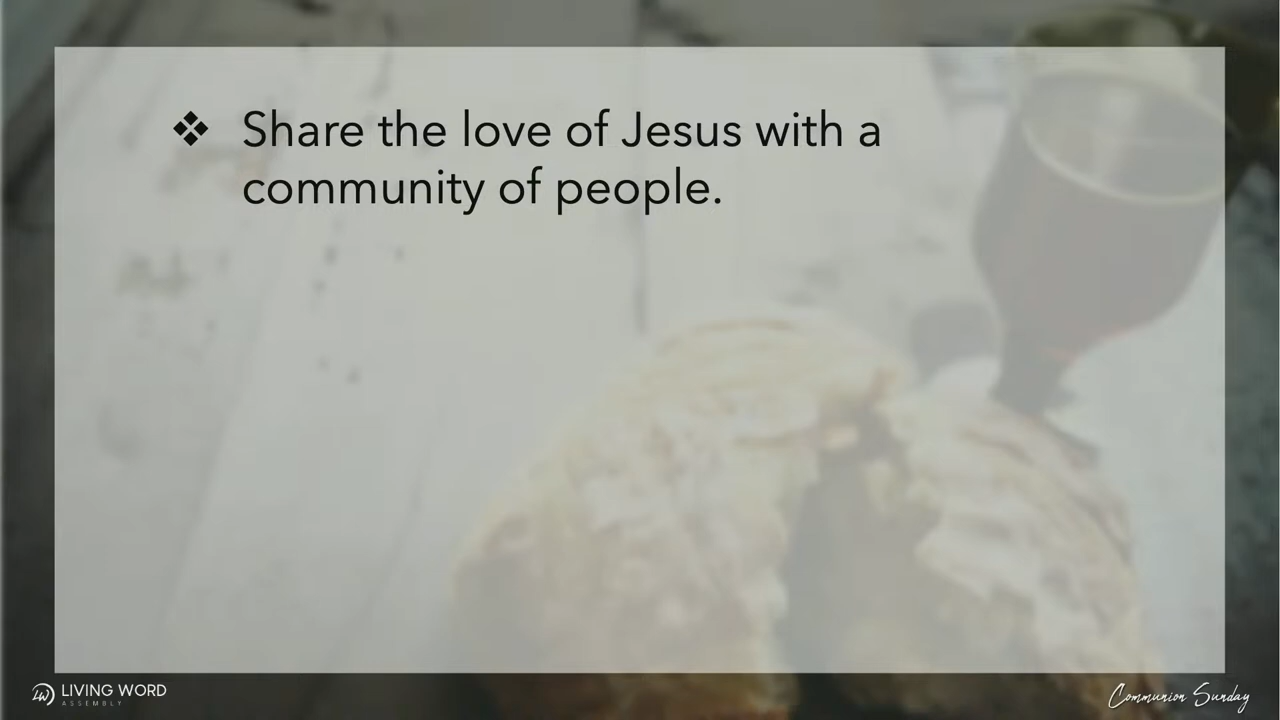 ❖ Share the love of Jesus with a
community of people.
LIVING WORD
ASSEMBLY
Communion Sunday